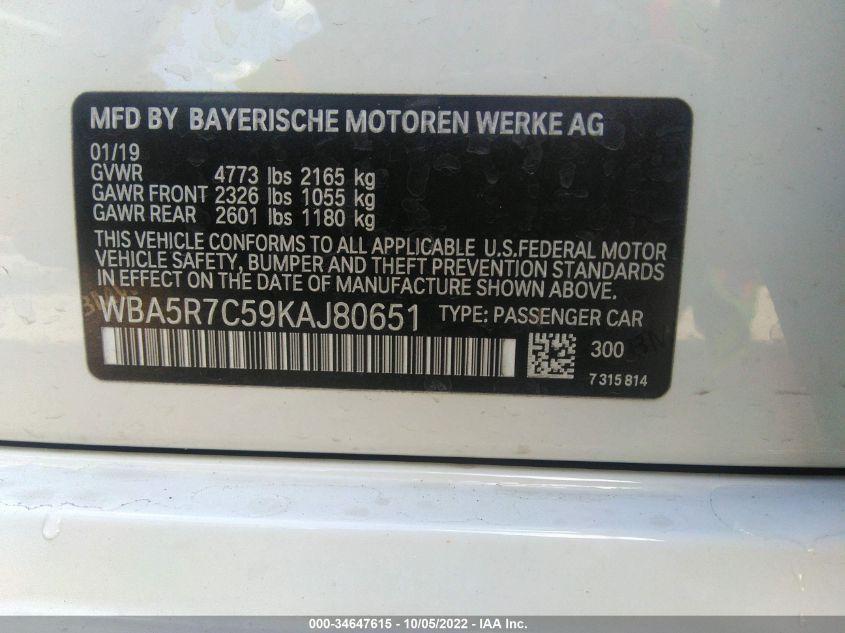 MFD BY BAYERISCHE MOTOREN WERKE AG
01/19
GVWR 4773 lbs 2165 kg
GAWR FRONT 2326 lbs 1055 kg
GAWR REAR 2601 lbs 1180 kg
THIS VEHICLE CONFORMS TO ALL APPLICABLE U.S.FEDERAL MOTOR
VEHICLE SAFETY, BUMPER AND THEFT PREVENTION STANDARDS
IN EFFECT ON THE DATE OF MANUFACTURE SHOWN ABOVE.
WBA5R7C59KAJ80651 TYPE: PASSENGER CAR
300
7 315 814
000-34647615 - 10/05/2022 - IAA Inc.